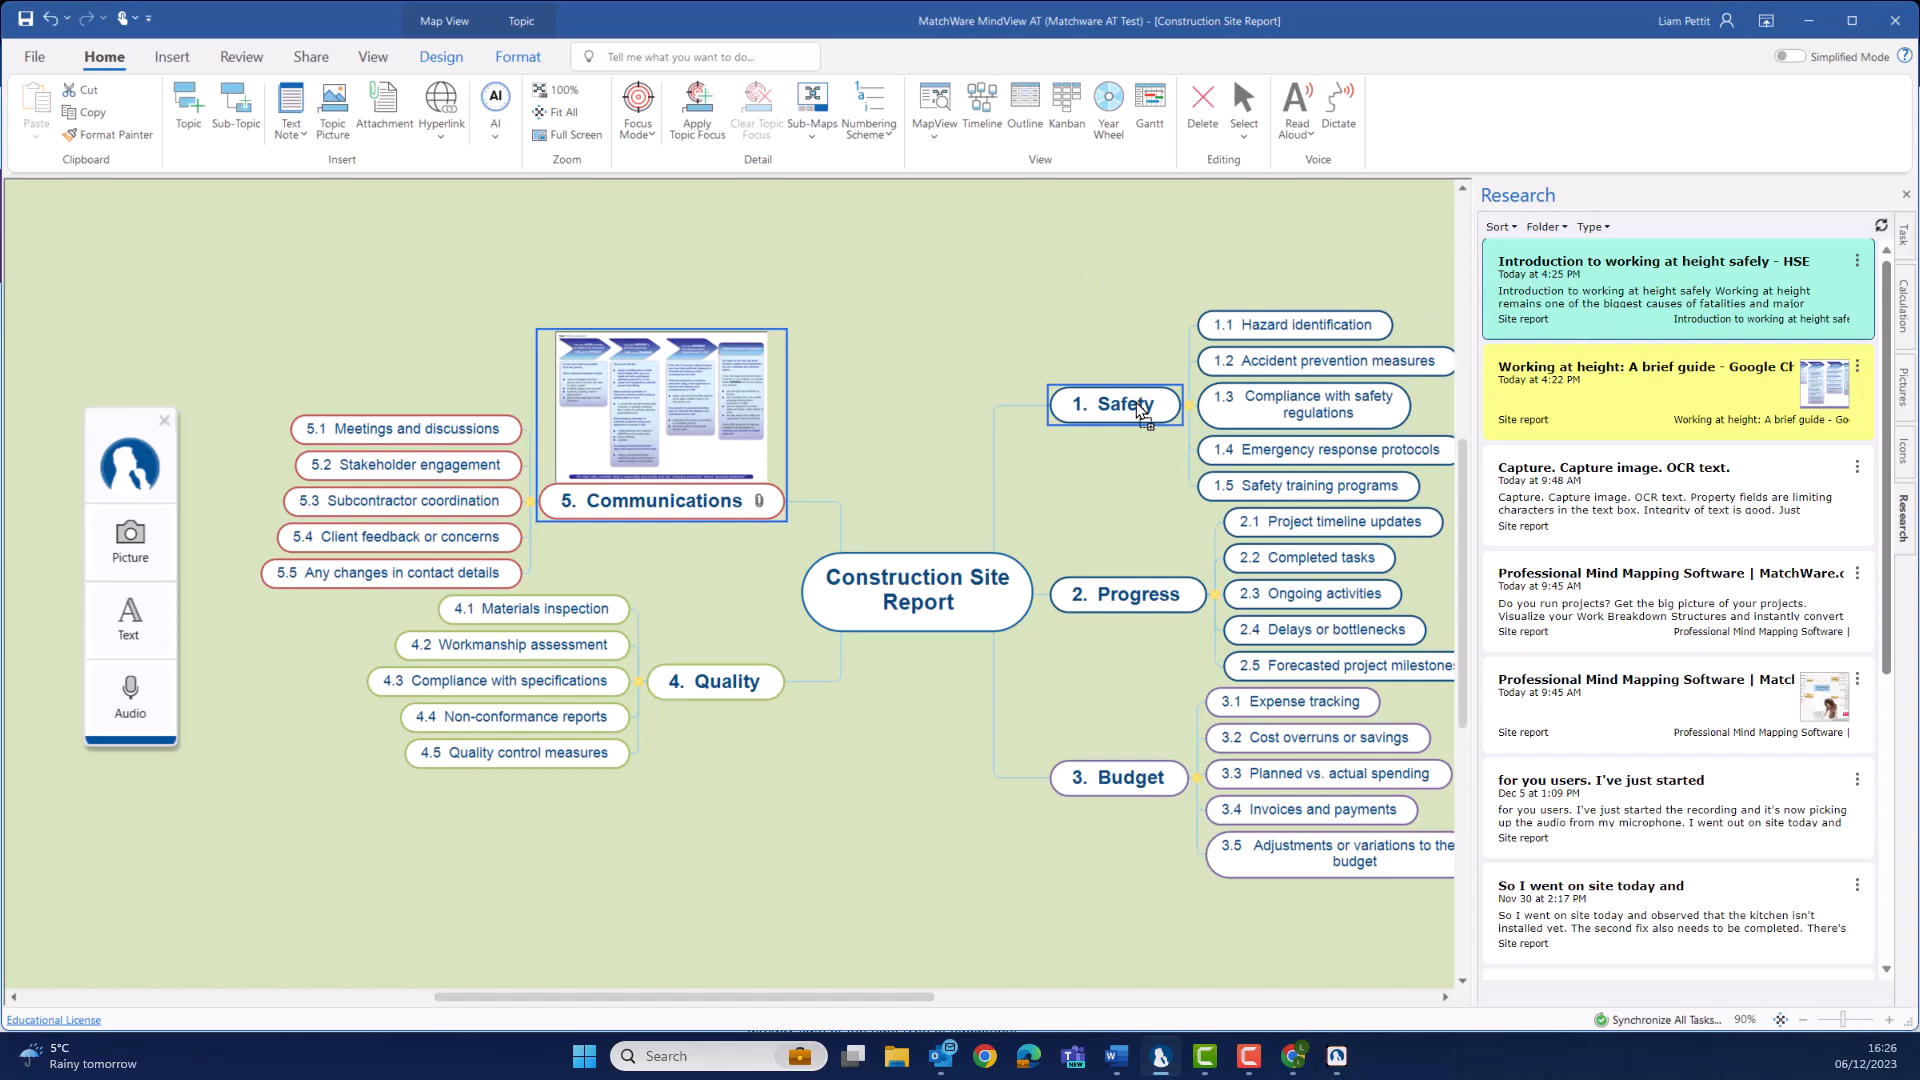 Map View
Topic
MatchWare MindView AT (Matchware AT Test) - [Construction Site Report]
Liam Pettit
File
Home
Insert
Review
Share
View
Design
Format
Tell me what you want to do...
Simplified Mode
Paste
Cut
Copy
Format Painter
Clipboard
Topic
Sub-Topic
Text
Note
Topic
Picture
Attachment
Hyperlink
AI
AI
Insert
100%
Fit All
Full Screen
Zoom
Focus
Mode
Apply
Topic Focus
Clear Topic
Focus
Sub-Maps
Numbering
Scheme
Detail
MapView
Timeline
Outline
Kanban
Year
Wheel
Gantt
View
Delete
Select
Editing
Read
Aloud
Dictate
Voice
Picture
Text
Audio
5.1 Meetings and discussions
5.2 Stakeholder engagement
5.3 Subcontractor coordination
5.4 Client feedback or concerns
5.5 Any changes in contact details
5. Communications
4.1 Materials inspection
4.2 Workmanship assessment
4.3 Compliance with specifications
4.4 Non-conformance reports
4.5 Quality control measures
4. Quality
Construction Site
Report
1. Safety
1.1 Hazard identification
1.2 Accident prevention measures
1.3 Compliance with safety
regulations
1.4 Emergency response protocols
1.5 Safety training programs
2. Progress
2.1 Project timeline updates
2.2 Completed tasks
2.3 Ongoing activities
2.4 Delays or bottlenecks
2.5 Forecasted project milestones
3. Budget
3.1 Expense tracking
3.2 Cost overruns or savings
3.3 Planned vs. actual spending
3.4 Invoices and payments
3.5 Adjustments or variations to the
budget
Research
Sort
Folder
Type
Introduction to working at height safely - HSE
Today at 4:25 PM
Introduction to working at height safely Working at height
remains one of the biggest causes of fatalities and major
Site report
Introduction to working at height safe
Working at height: A brief guide - Google Ch
Today at 4:22 PM
Site report
Working at height: A brief guide - Go
Capture. Capture image. OCR text.
Today at 9:48 AM
Capture. Capture image. OCR text. Property fields are limiting
characters in the text box. Integrity of text is good. Just
Site report
Professional Mind Mapping Software | MatchWare.c
Today at 9:45 AM
Do you run projects? Get the big picture of your projects.
Visualize your Work Breakdown Structures and instantly convert
Site report
Professional Mind Mapping Software |
Professional Mind Mapping Software | Matcl
Today at 9:45 AM
Site report
Professional Mind Mapping Software |
for you users. I've just started
Dec 5 at 1:09 PM
for you users. I've just started the recording and it's now picking
up the audio from my microphone. I went out on site today and
Site report
So I went on site today and
Nov 30 at 2:17 PM
So I went on site today and observed that the kitchen isn't
installed yet. The second fix also needs to be completed. There's
Site report
Task
Calculation
Pictures
Icons
Research
Educational License
Synchronize All Tasks...
90%
5°C
Rainy tomorrow
Search
NEW
16:26
06/12/2023